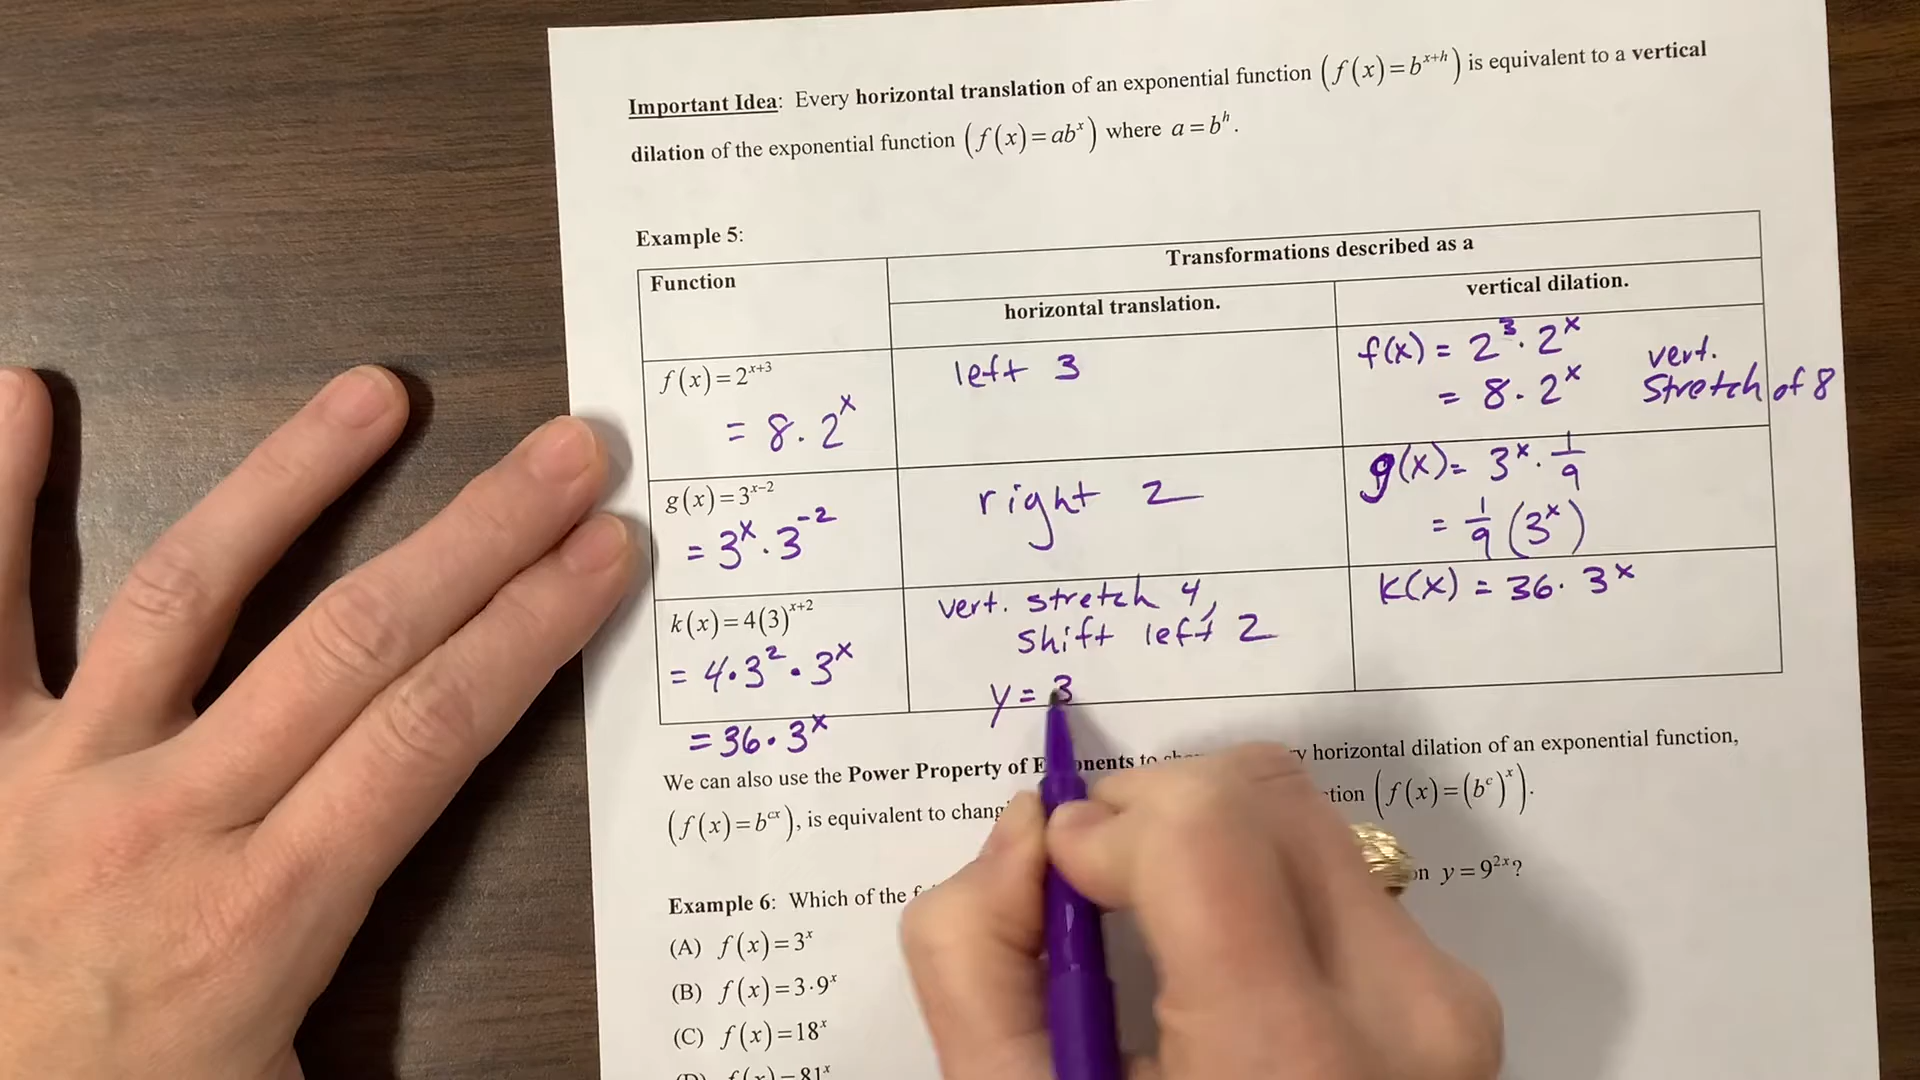 Important Idea: Every horizontal translation of an exponential function (f(x)=b^{x+h}) is equivalent to a vertical
dilation of the exponential function (f(x)=ab^x) where a=b^h.
Example 5:
Function
Transformations described as a
horizontal translation.
vertical dilation.
f(x)=2^{x+3}
= 8·2^x
left 3
f(x) = 2^3·2^x
= 8·2^x
vert.
stretch of 8
g(x)=3^{x−2}
= 3^x·3^{-2}
right 2
g(x)= 3^x·1/9
= 1/9 (3^x)
k(x)=4(3)^{x+2}
= 4·3^2·3^x
= 36·3^x
vert. stretch 4,
shift left 2
y = 3
k(x) = 36·3^x
We can also use the Power Property of Exponents to horizontal dilation of an exponential function,
(f(x)=b^{cx}), is equivalent to (f(x)=(b^c)^x).
Example 6: Which of the y=9^{2x}?
(A) f(x)=3^x
(B) f(x)=3·9^x
(C) f(x)=18^x
(D) f(x)=81^x